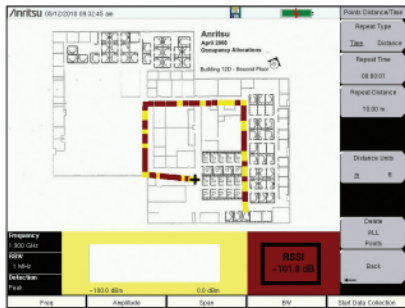 Anritsu 05/12/2010 09:32:45 am
Points Distance/Time
Repeat Type
Time Distance
Repeat Time
00:00:01
Repeat Distance
10.00 m
Distance Units
m ft
Delete
ALL
Points
Back
Anritsu
April 2005
Occupancy Allocations
Building 12D - Second Floor
Frequency
1.900 GHz
RBW
1 MHz
Detection
Peak
-100.0 dBm 0.0 dBm
RSSI
-101.8 dB
Freq Amplitude Span BW Start Data Collection